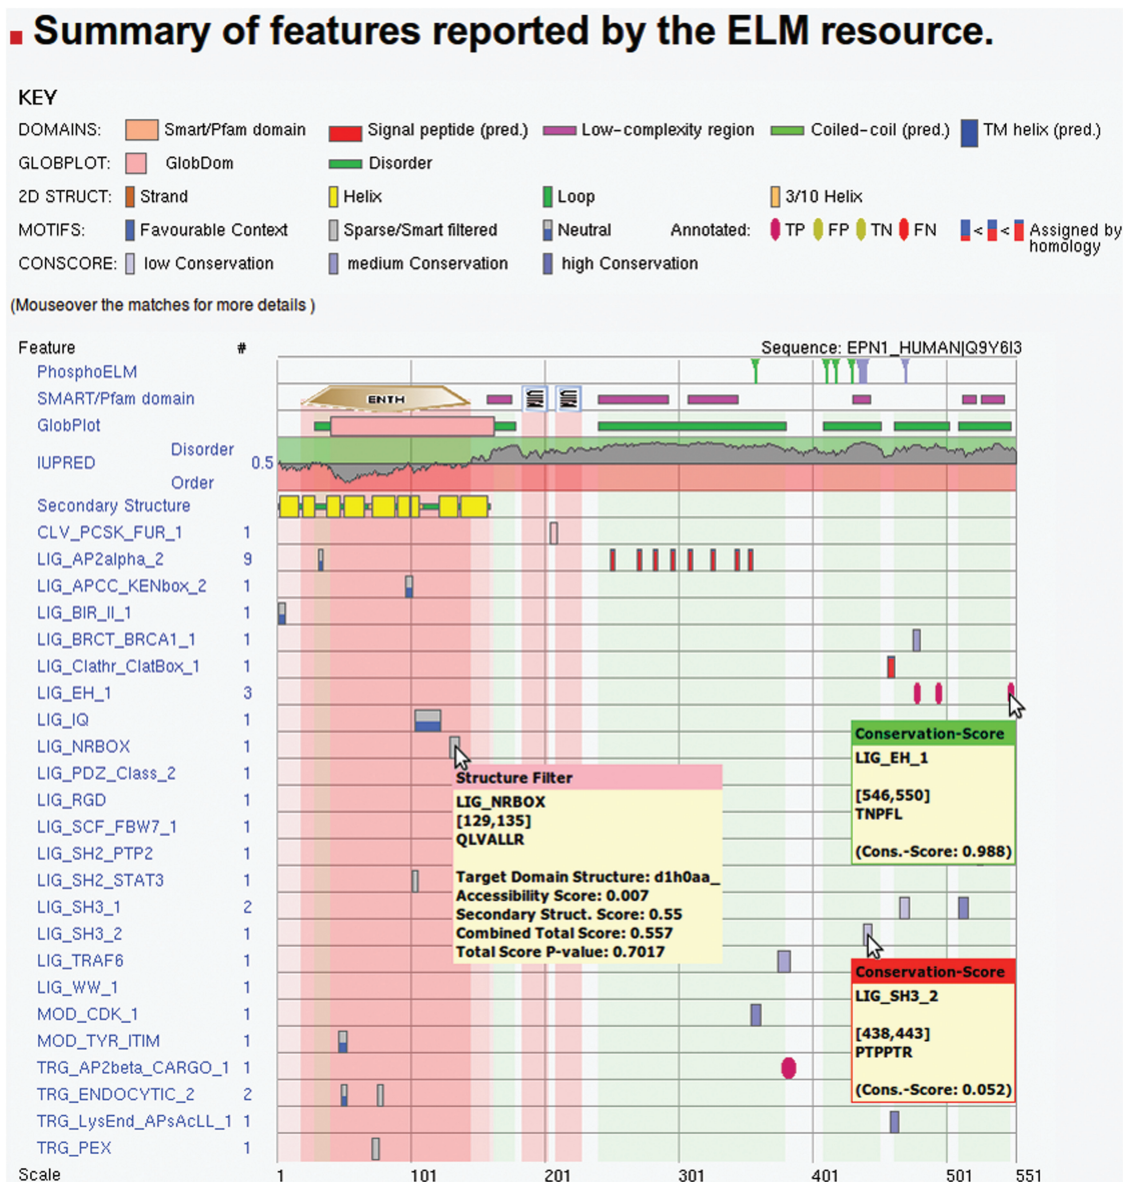 Summary of features reported by the ELM resource.
KEY
DOMAINS: Smart/Pfam domain Signal peptide (pred.) Low-complexity region Coiled-coil (pred.) TM helix (pred.)
GLOBPLOT: GlobDom Disorder
2D STRUCT: Strand Helix Loop 3/10 Helix
MOTIFS: Favourable Context Sparse/Smart filtered Neutral Annotated: TP FP TN FN < < Assigned by
homology
CONSCORE: low Conservation medium Conservation high Conservation
(Mouseover the matches for more details )
Feature # Sequence: EPN1_HUMAN|Q9Y6I3
PhosphoELM
SMART/Pfam domain ENTH UIM UIM
GlobPlot
Disorder
IUPRED 0.5
Order
Secondary Structure
CLV_PCSK_FUR_1 1
LIG_AP2alpha_2 9
LIG_APCC_KENbox_2 1
LIG_BIR_II_1 1
LIG_BRCT_BRCA1_1 1
LIG_Clathr_ClatBox_1 1
LIG_EH_1 3
LIG_IQ 1
LIG_NRBOX 1
LIG_PDZ_Class_2 1
LIG_RGD 1
LIG_SCF_FBW7_1 1
LIG_SH2_PTP2 1
LIG_SH2_STAT3 1
LIG_SH3_1 2
LIG_SH3_2 1
LIG_TRAF6 1
LIG_WW_1 1
MOD_CDK_1 1
MOD_TYR_ITIM 1
TRG_AP2beta_CARGO_1 1
TRG_ENDOCYTIC_2 2
TRG_LysEnd_APsAcLL_1 1
TRG_PEX 1
Structure Filter
LIG_NRBOX
[129,135]
QLVALLR
Target Domain Structure: d1h0aa_
Accessibility Score: 0.007
Secondary Struct. Score: 0.55
Combined Total Score: 0.557
Total Score P-value: 0.7017
Conservation-Score
LIG_EH_1
[546,550]
TNPFL
(Cons.-Score: 0.988)
Conservation-Score
LIG_SH3_2
[438,443]
PTPPTR
(Cons.-Score: 0.052)
Scale 1 101 201 301 401 501 551